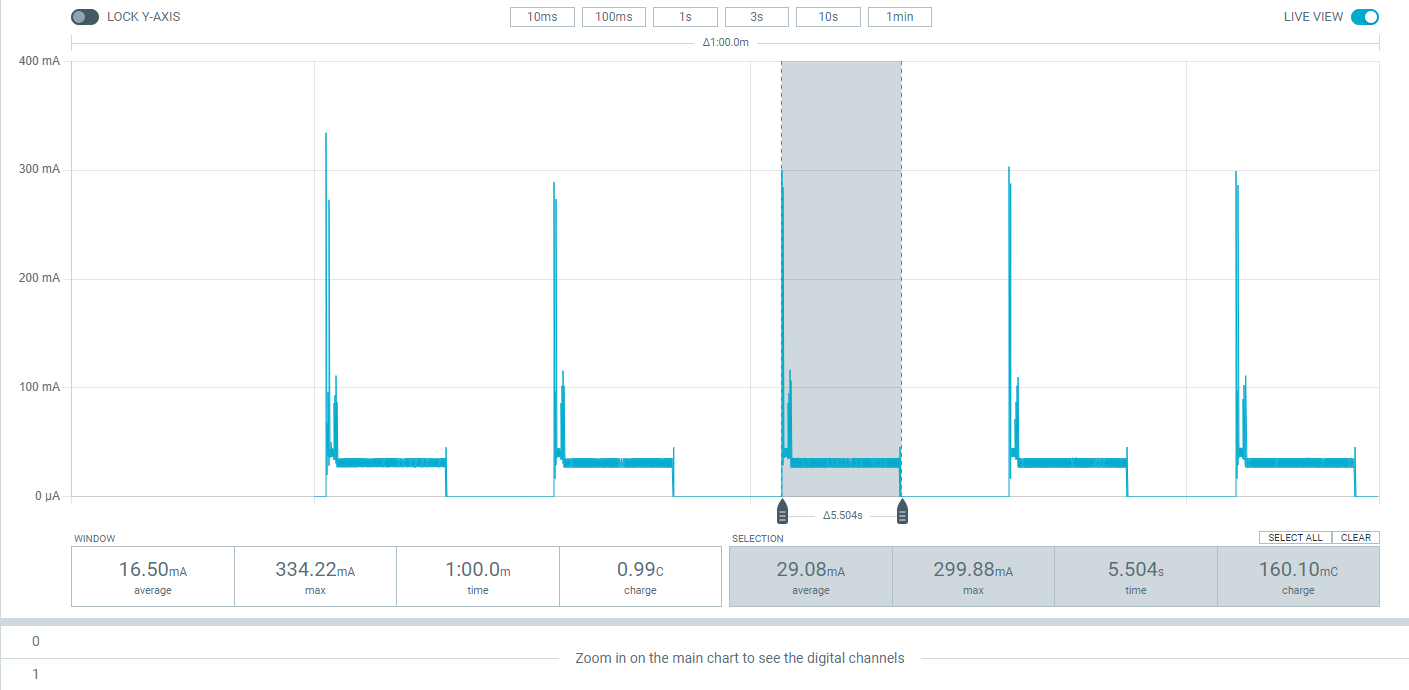 LOCK Y-AXIS 10ms 100ms 1s 3s 10s 1min LIVE VIEW
Δ1:00.0m
400 mA
300 mA
200 mA
100 mA
0 µA
Δ5.504s
WINDOW SELECTION SELECT ALL CLEAR
16.50mA 334.22mA 1:00.0m 0.99C 29.08mA 299.88mA 5.504s 160.10mC
average max time charge average max time charge
0
Zoom in on the main chart to see the digital channels
1